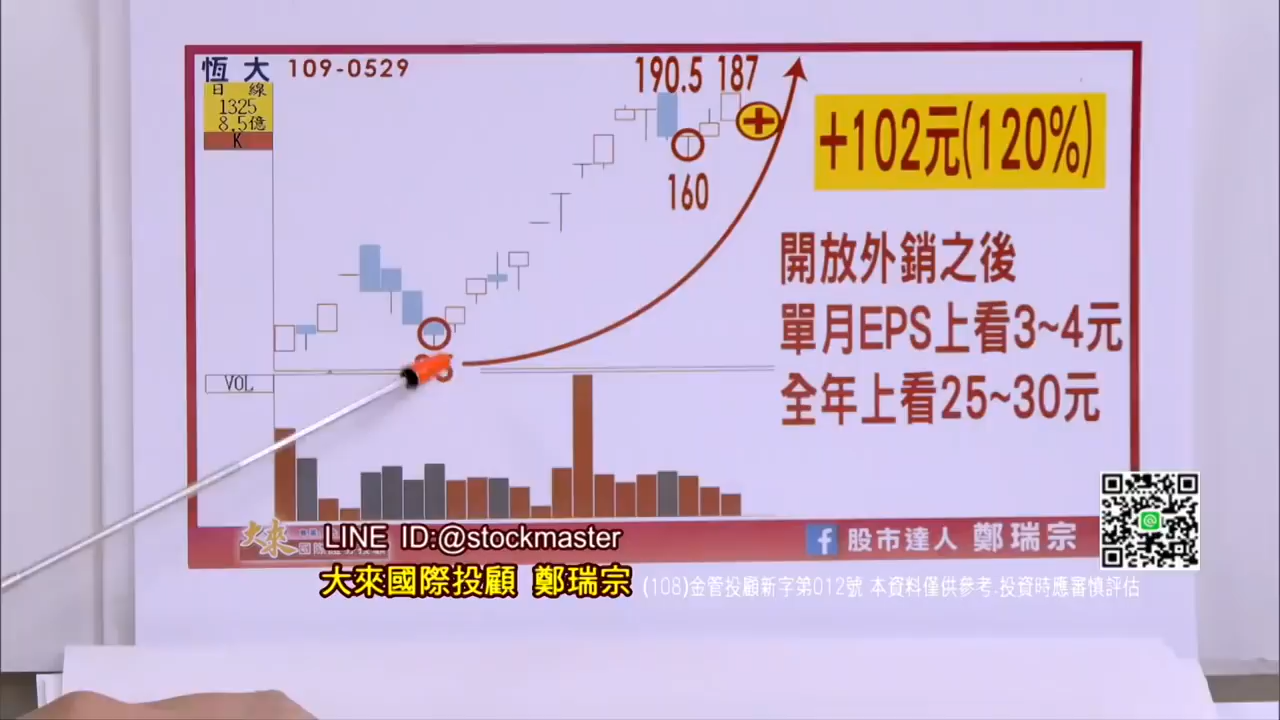 恆大 109-0529
日線
1325
8.5億
K
190.5 187
+102元(120%)
160
開放外銷之後
單月EPS上看3~4元
全年上看25~30元
VOL
大來
LINE ID:@stockmaster
股市達人 鄭瑞宗
大來國際投顧 鄭瑞宗 (108)金管投顧新字第012號 本資料僅供參考.投資時應審慎評估